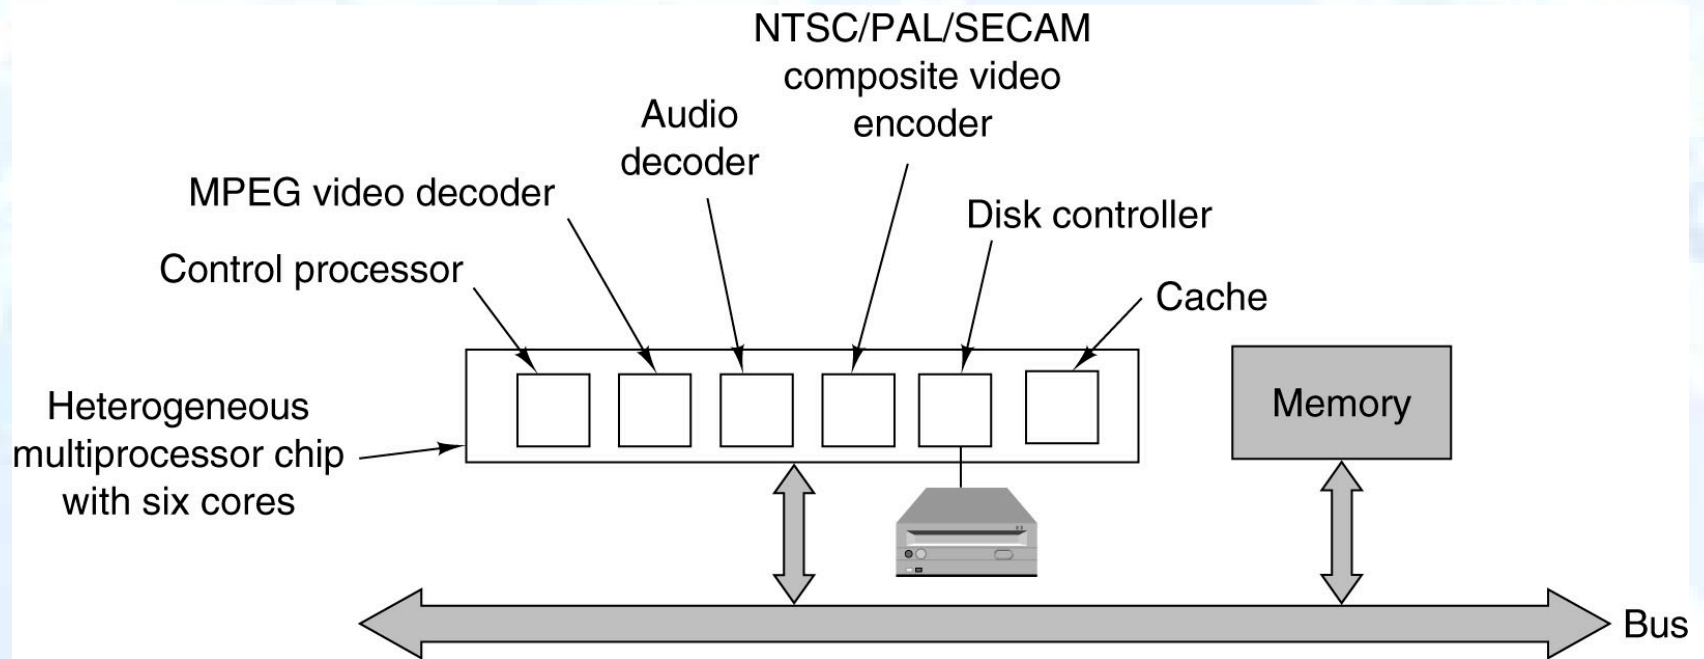 NTSC/PAL/SECAM
composite video
encoder
Audio
decoder
MPEG video decoder
Disk controller
Control processor
Cache
Heterogeneous
multiprocessor chip
with six cores
Memory
Bus